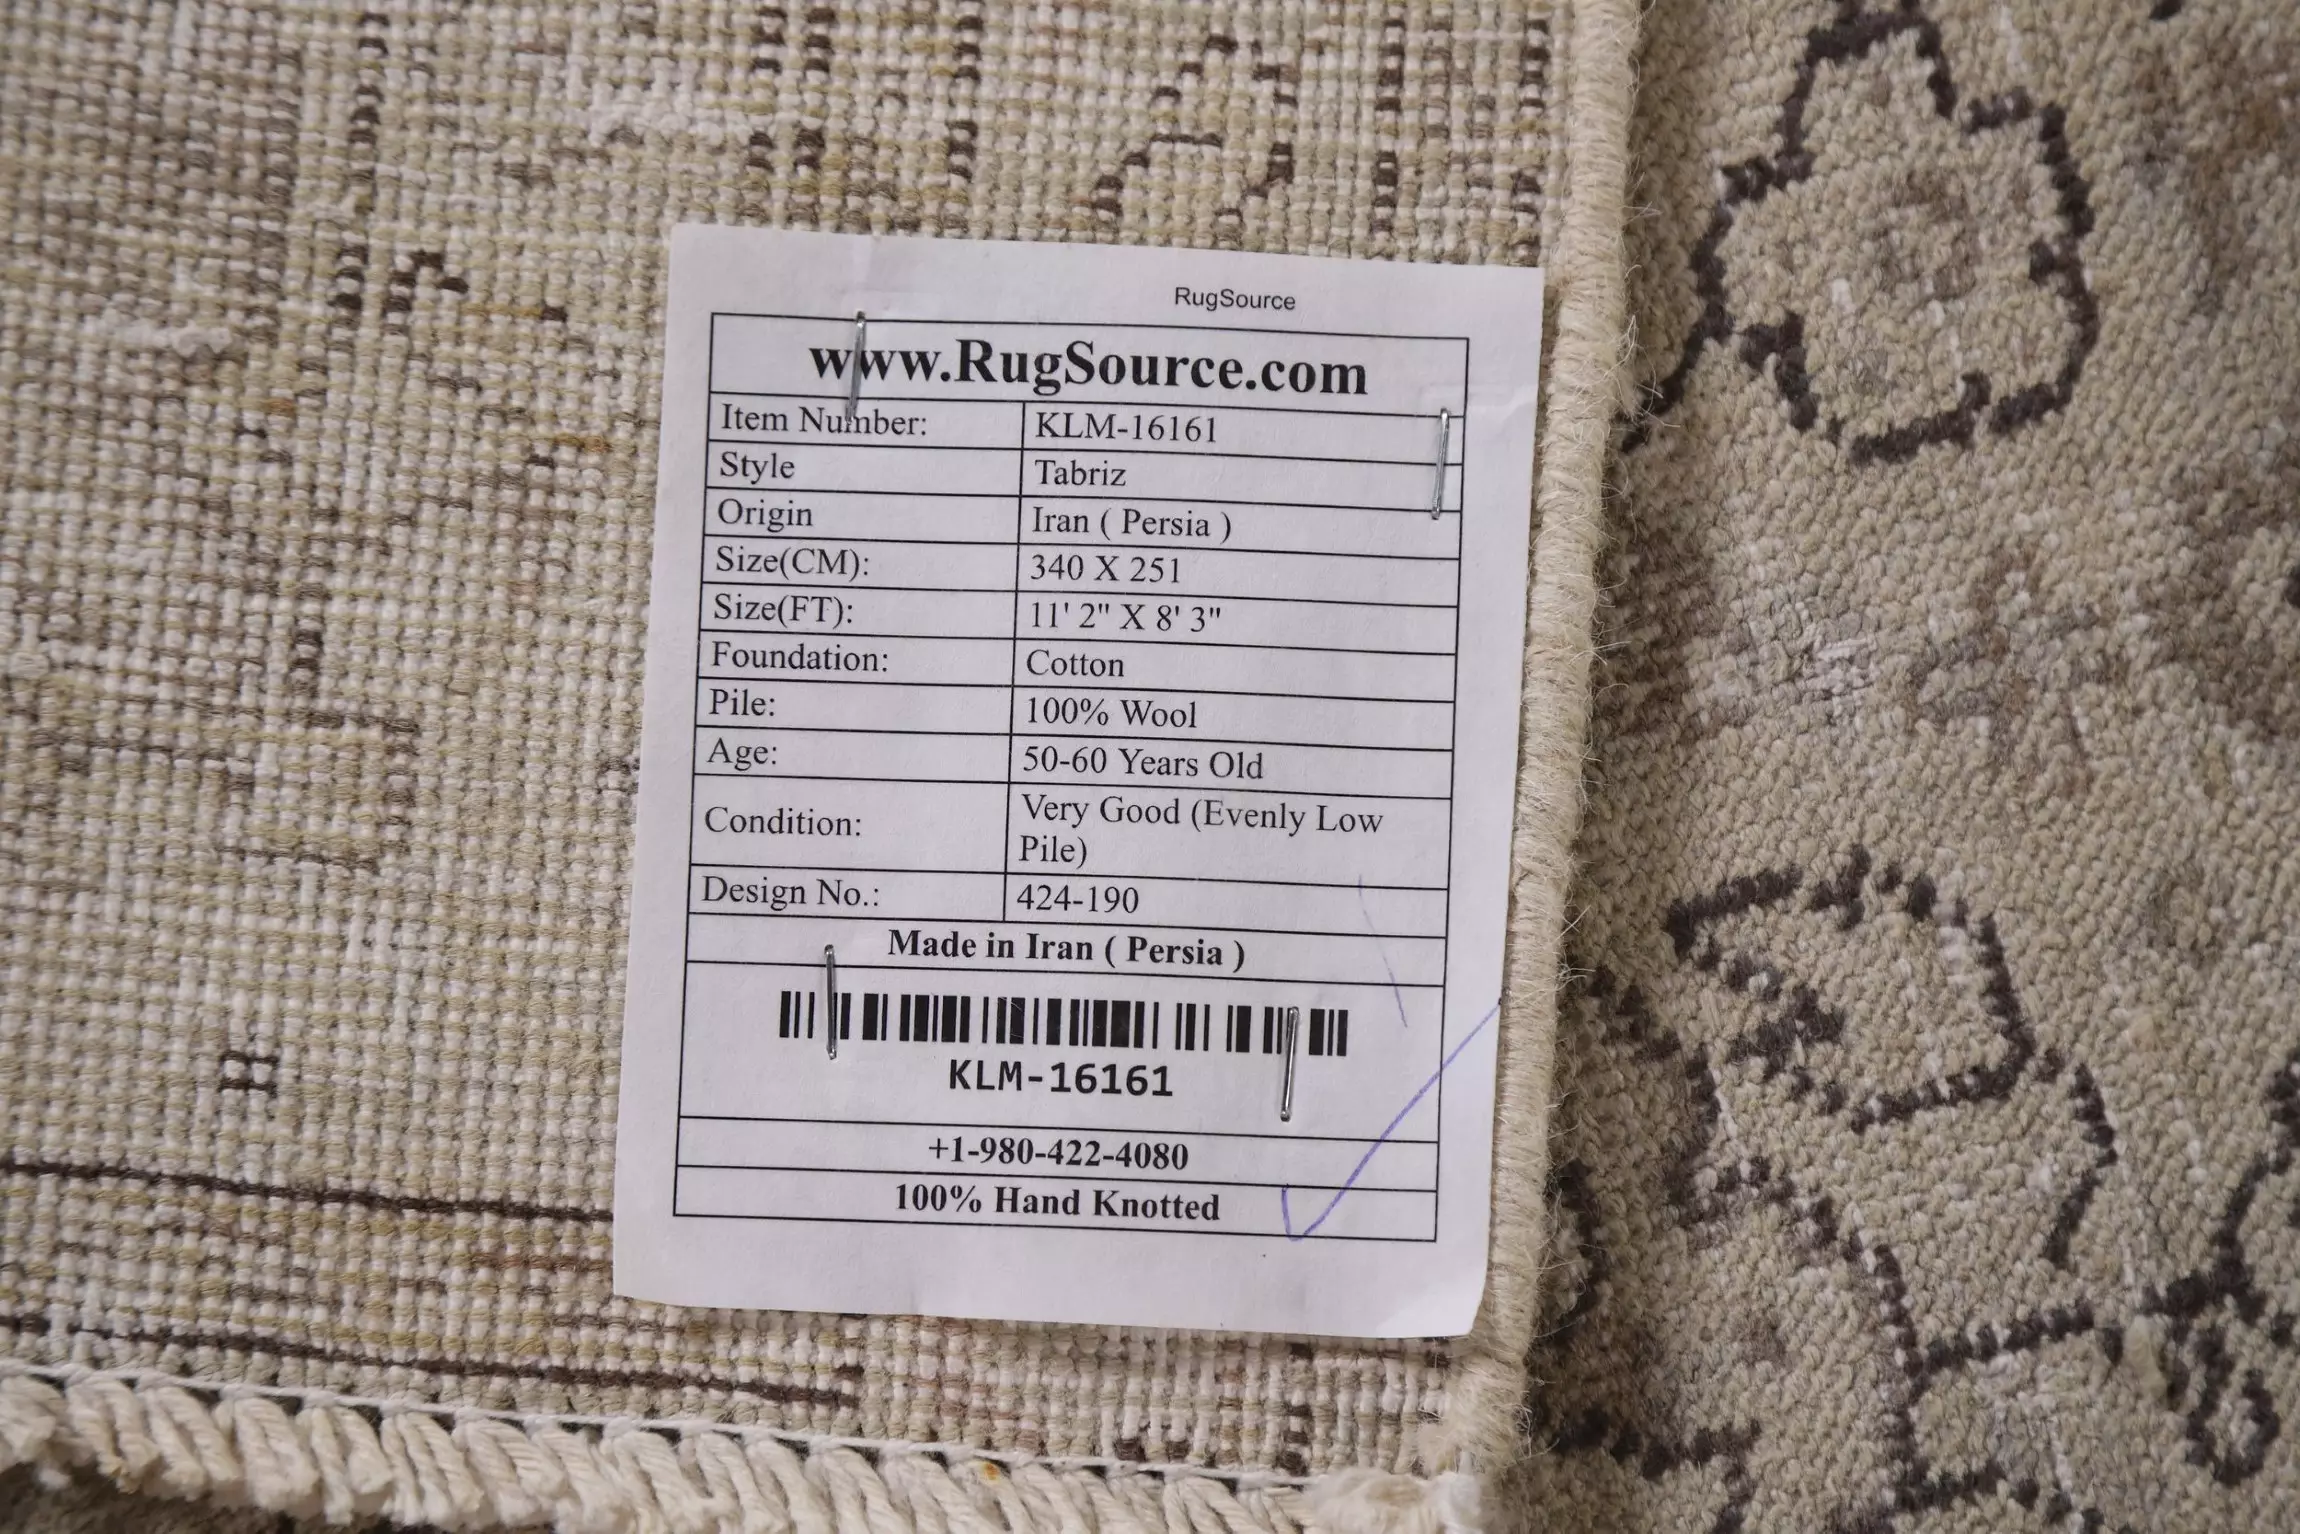 RugSource
www.RugSource.com
Item Number: KLM-16161
Style Tabriz
Origin Iran ( Persia )
Size(CM): 340 X 251
Size(FT): 11' 2" X 8' 3"
Foundation: Cotton
Pile: 100% Wool
Age: 50-60 Years Old
Condition: Very Good (Evenly Low
Pile)
Design No.: 424-190
Made in Iran ( Persia )
KLM-16161
+1-980-422-4080
100% Hand Knotted